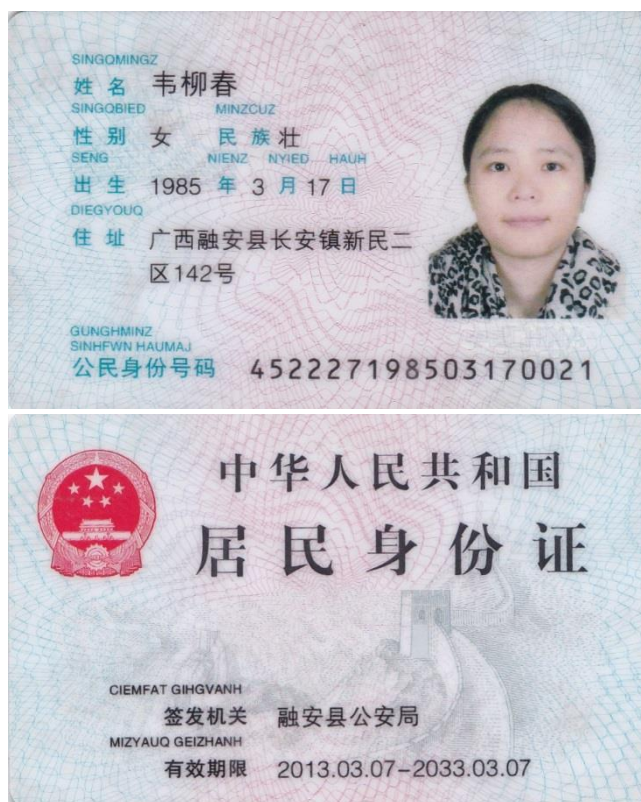 SINGQMINGZ
姓名 韦柳春
SINGQBIED MINZCUZ
性别 女 民族 壮
SENG NIENZ NYIED HAUH
出生 1985 年 3 月 17 日
DIEGYOUQ
住址 广西融安县长安镇新民二
区142号
GUNGHMINZ
SINHFWN HAUMAJ
公民身份号码 452227198503170021
中华人民共和国
居民身份证
CIEMFAT GIHGVANH
签发机关 融安县公安局
MIZYAUQ GEIZHANH
有效期限 2013.03.07-2033.03.07